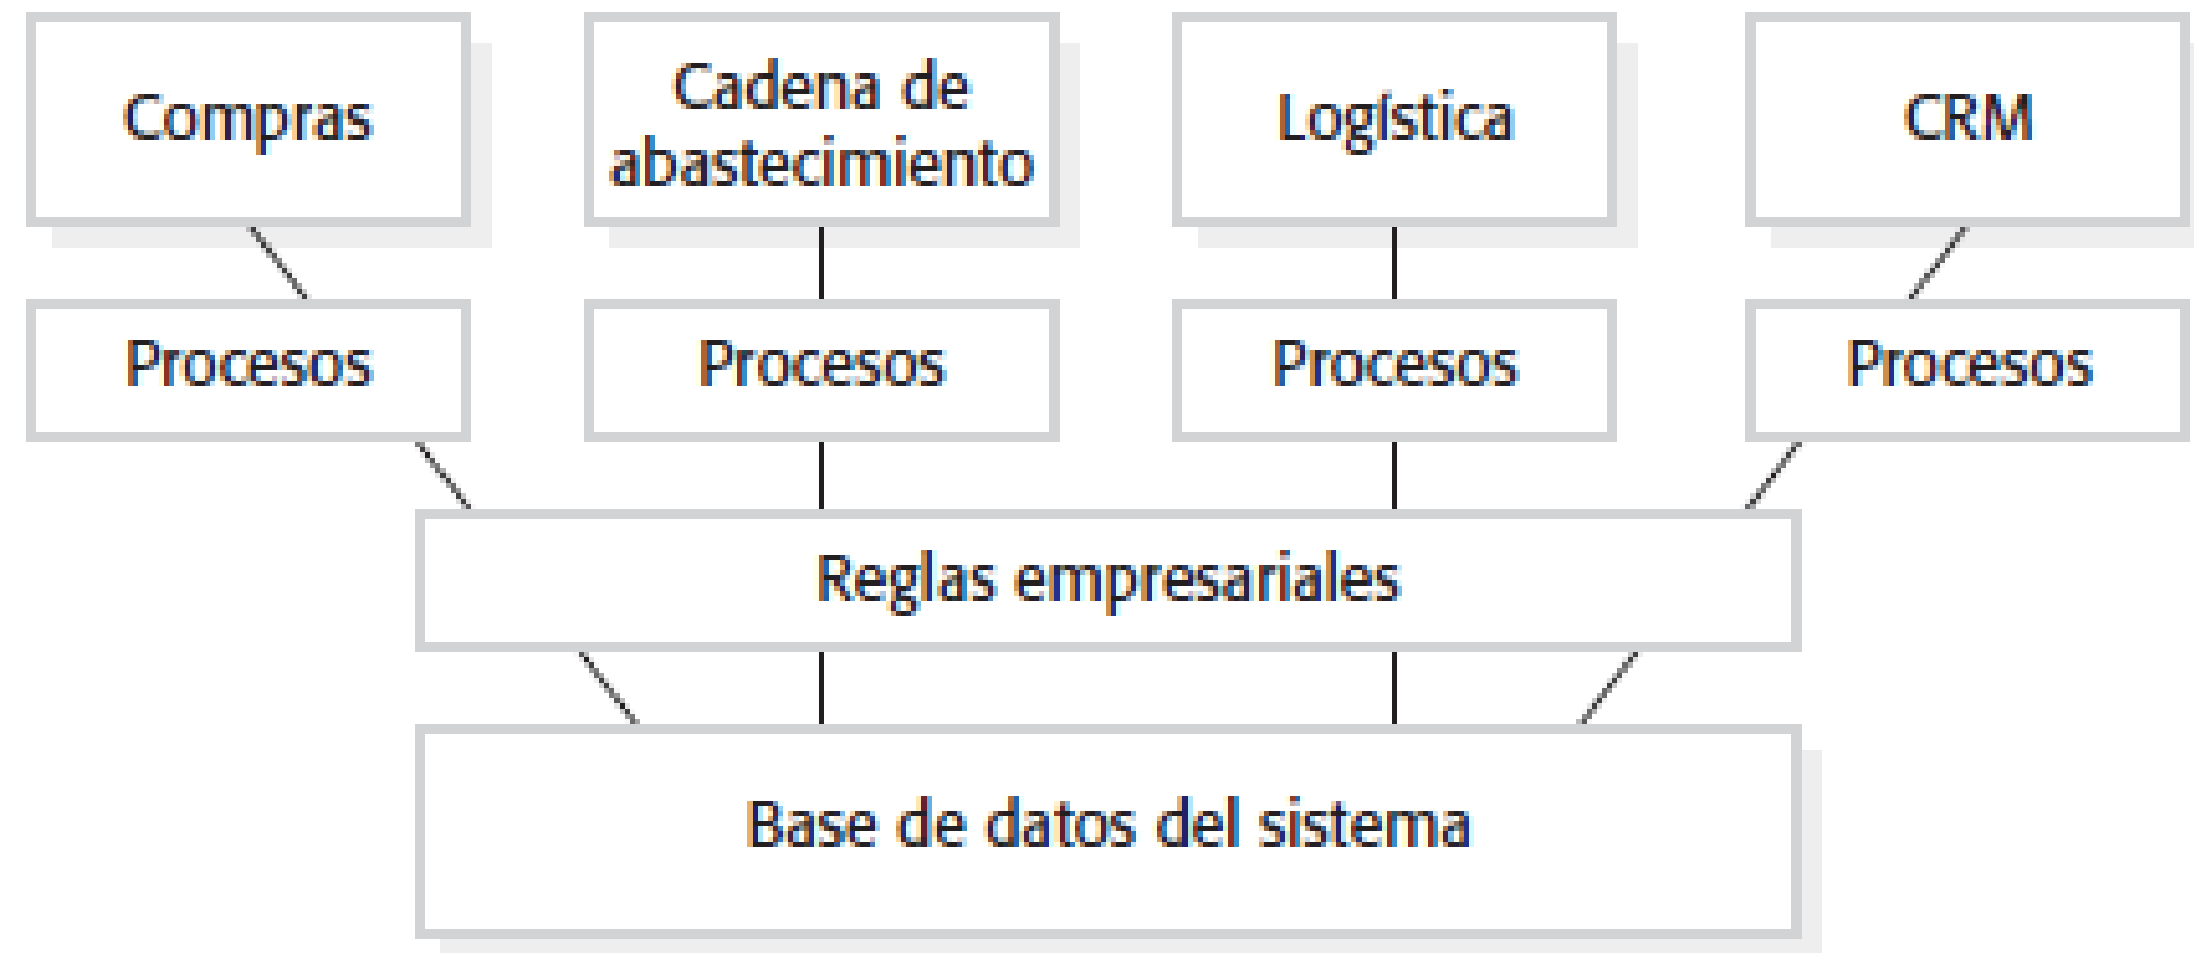 Compras
Cadena de
abastecimiento
Logística
CRM
Procesos
Procesos
Procesos
Procesos
Reglas empresariales
Base de datos del sistema